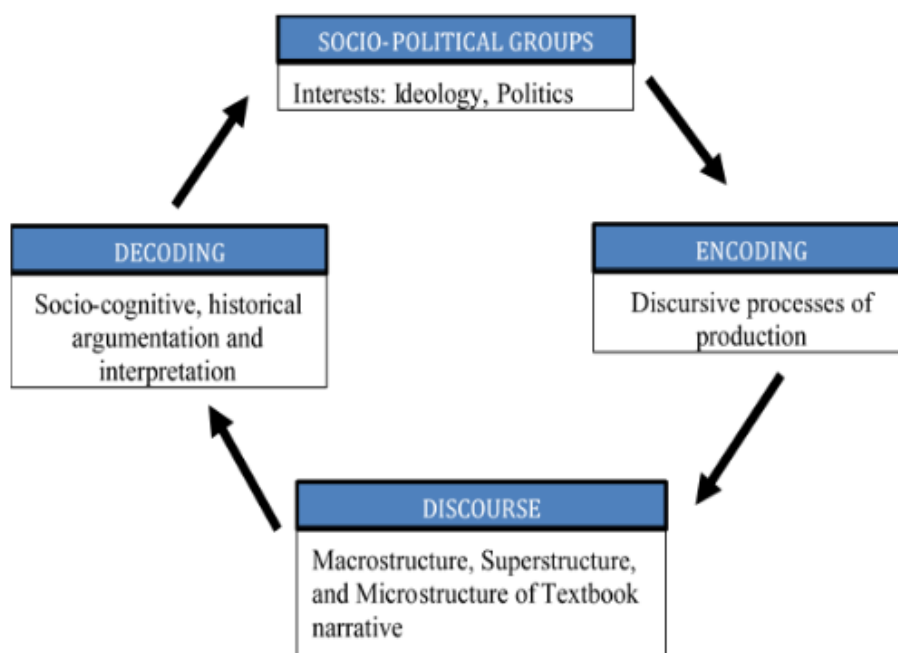 SOCIO-POLITICAL GROUPS
Interests: Ideology, Politics
DECODING
Socio-cognitive, historical
argumentation and
interpretation
ENCODING
Discursive processes of
production
DISCOURSE
Macrostructure, Superstructure,
and Microstructure of Textbook
narrative